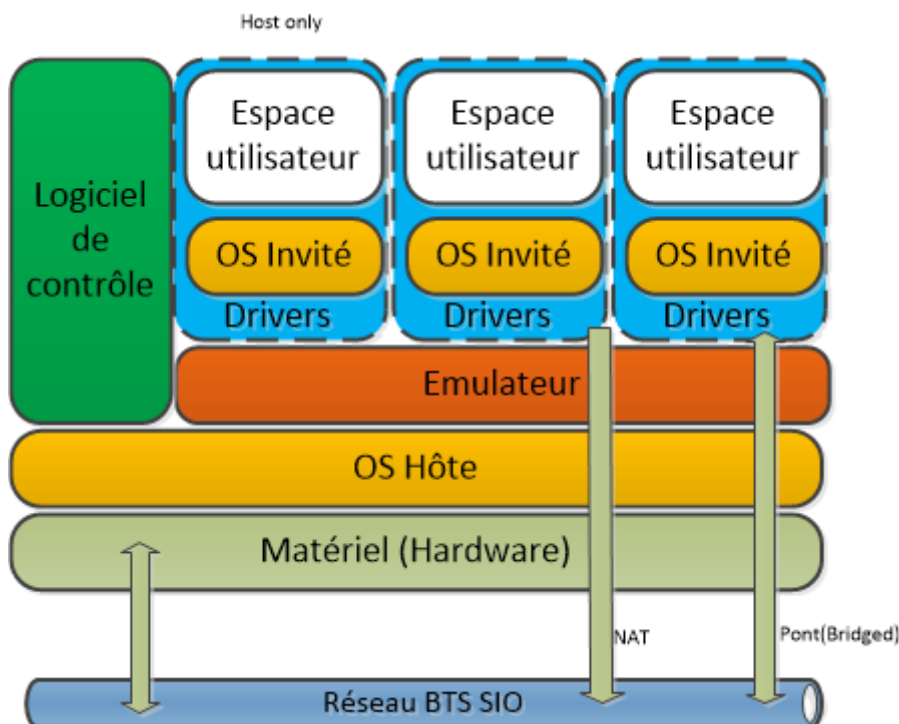 Host only
Logiciel
de
contrôle
Espace
utilisateur
OS Invité
Drivers
Espace
utilisateur
OS Invité
Drivers
Espace
utilisateur
OS Invité
Drivers
Emulateur
OS Hôte
Matériel (Hardware)
NAT
Pont(Bridged)
Réseau BTS SIO